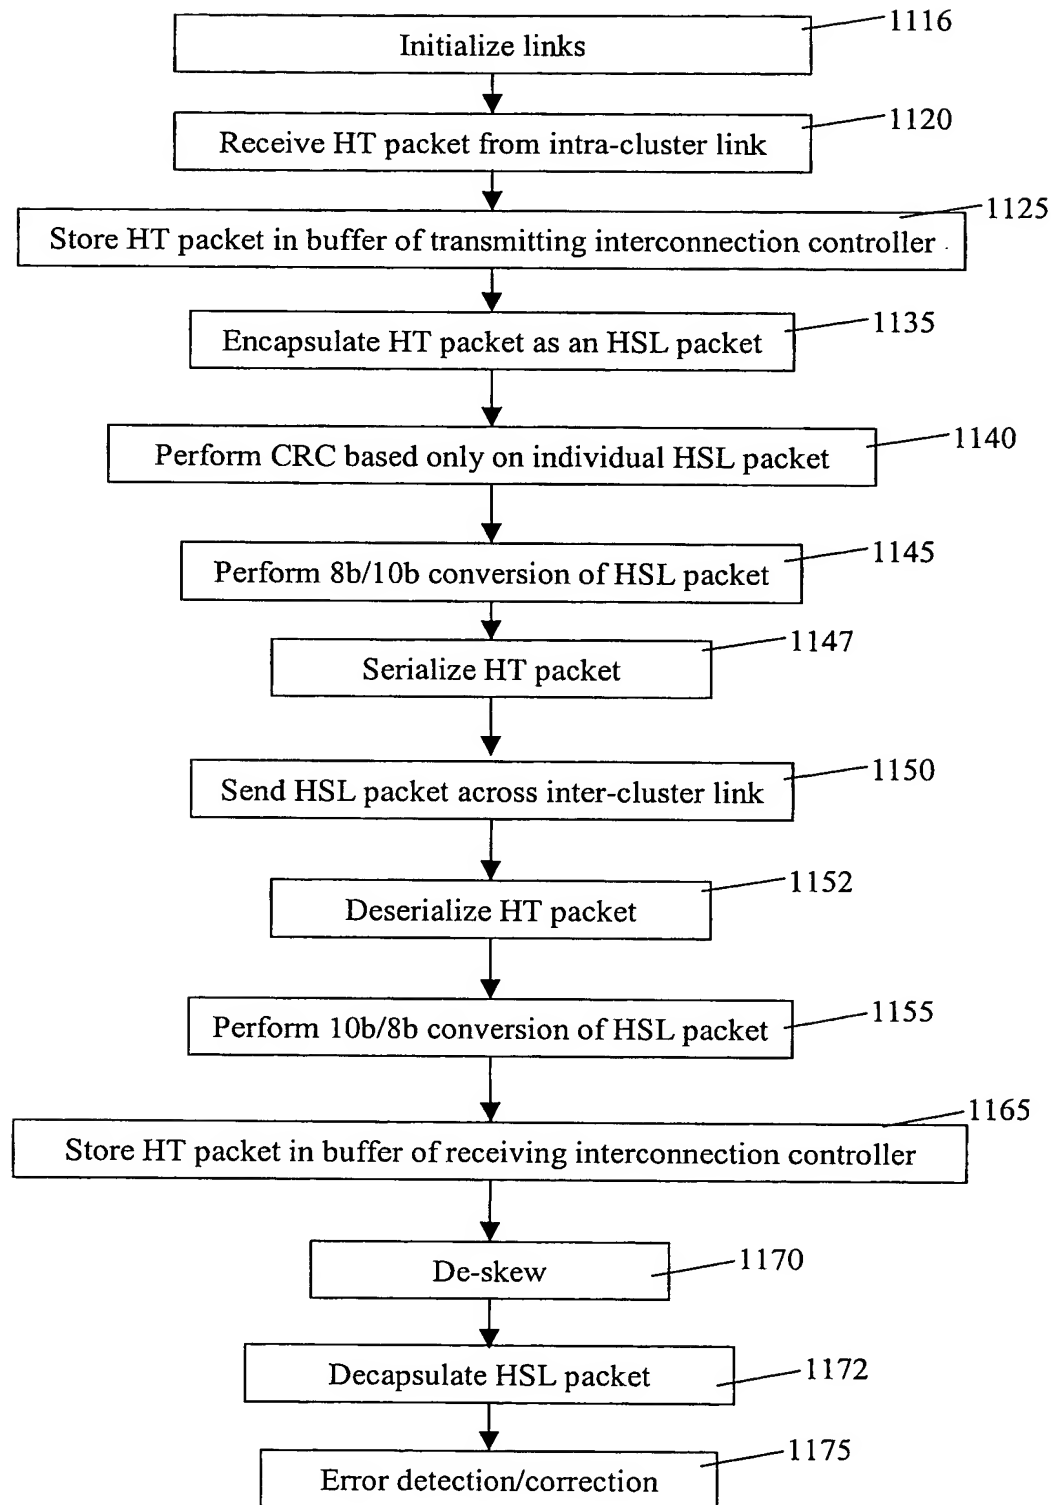 Initialize links
1116
Receive HT packet from intra-cluster link
1120
Store HT packet in buffer of transmitting interconnection controller
1125
Encapsulate HT packet as an HSL packet
1135
Perform CRC based only on individual HSL packet
1140
Perform 8b/10b conversion of HSL packet
1145
Serialize HT packet
1147
Send HSL packet across inter-cluster link
1150
Deserialize HT packet
1152
Perform 10b/8b conversion of HSL packet
1155
Store HT packet in buffer of receiving interconnection controller
1165
De-skew
1170
Decapsulate HSL packet
1172
Error detection/correction
1175